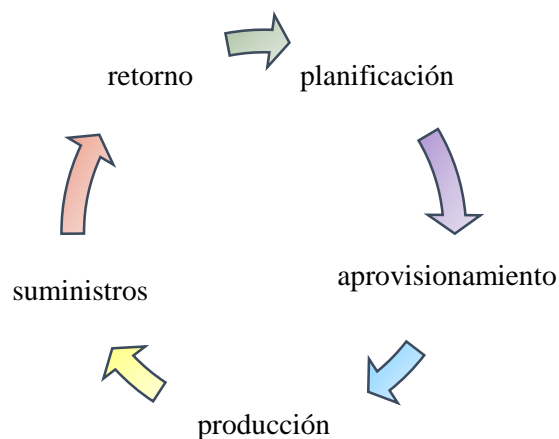 retorno
planificación
aprovisionamiento
producción
suministros